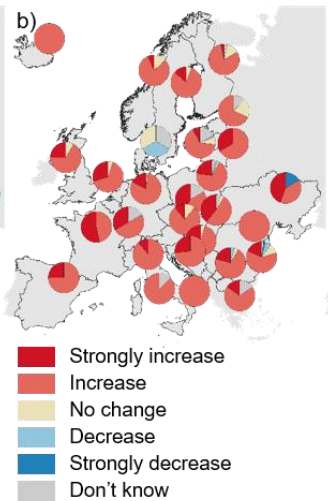 b)
Strongly increase
Increase
No change
Decrease
Strongly decrease
Don't know